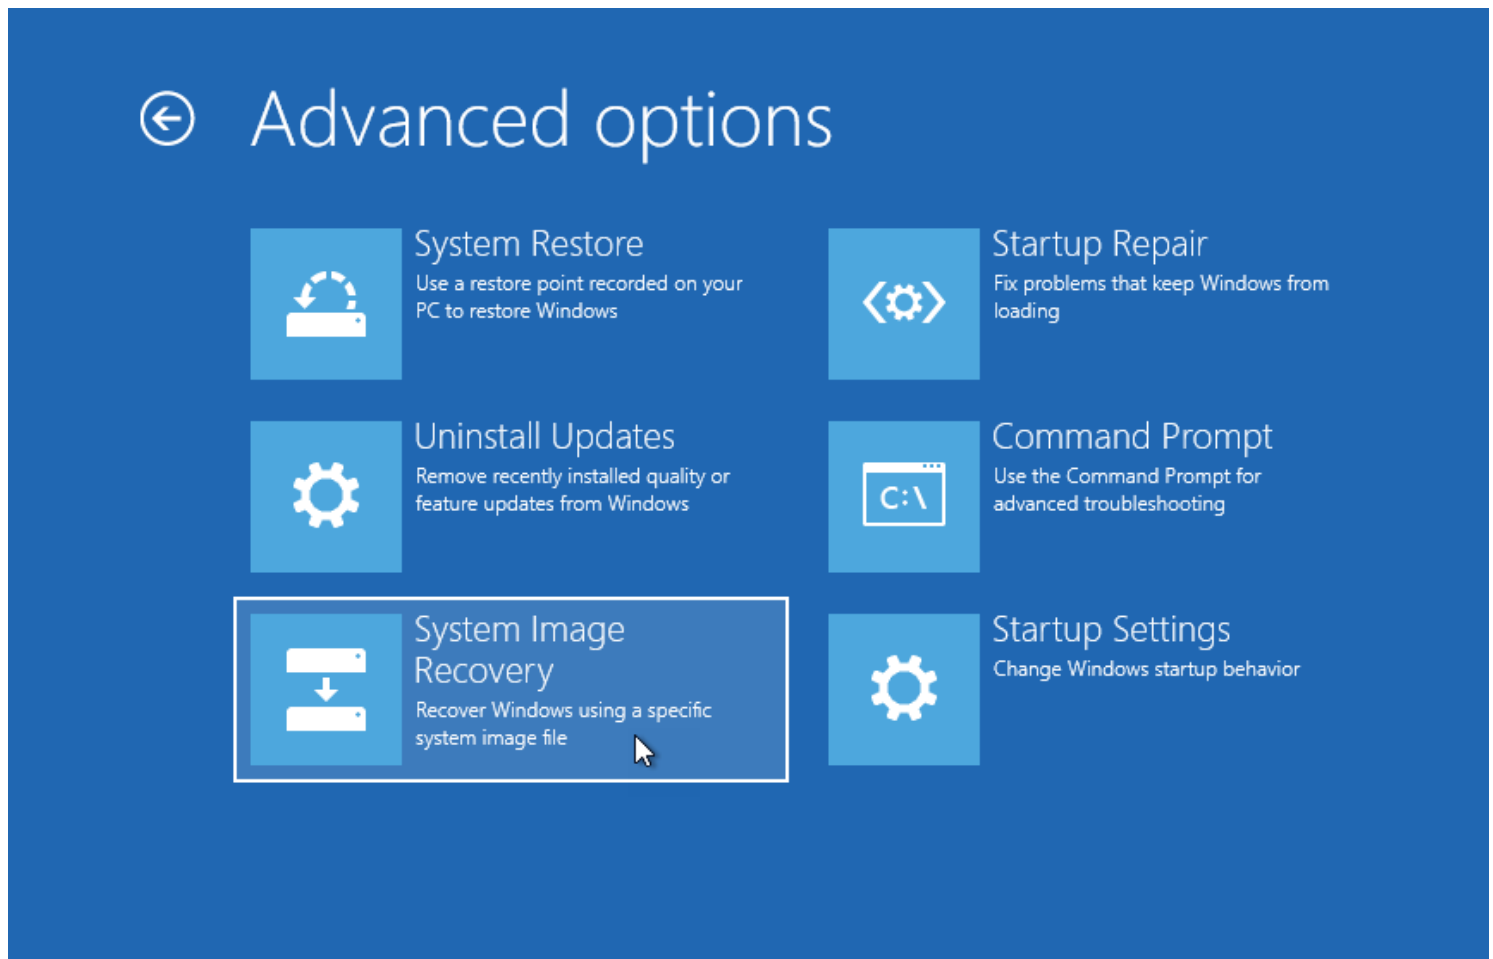 Advanced options
System Restore
Use a restore point recorded on your
PC to restore Windows
Startup Repair
Fix problems that keep Windows from
loading
Uninstall Updates
Remove recently installed quality or
feature updates from Windows
Command Prompt
C:\
Use the Command Prompt for
advanced troubleshooting
System Image
Recovery
Recover Windows using a specific
system image file
Startup Settings
Change Windows startup behavior